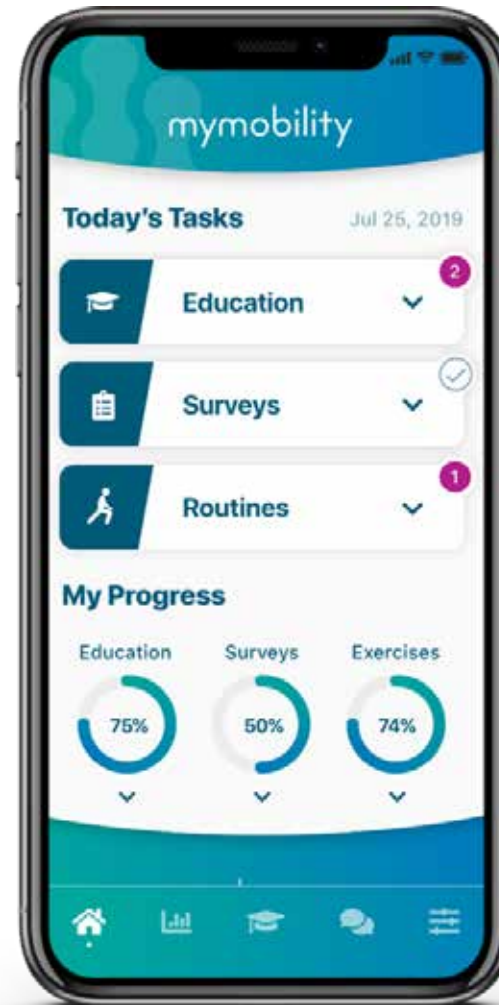 mymobility
Today's Tasks Jul 25, 2019
Education 2
Surveys
Routines 1
My Progress
Education Surveys Exercises
75% 50% 74%